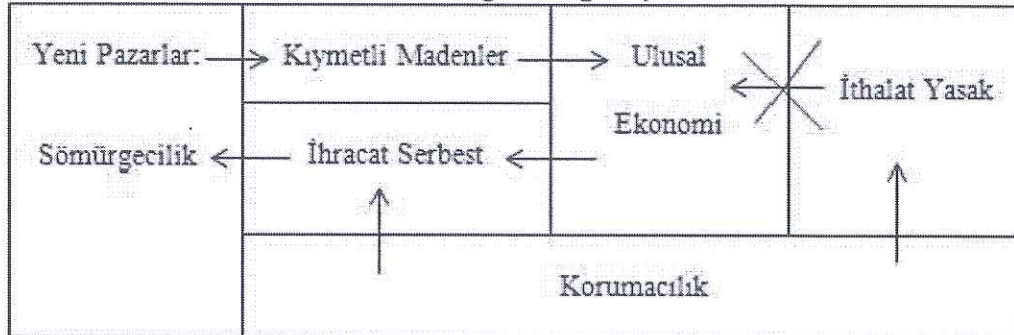 Yeni Pazarlar: Kıymetli Madenler Ulusal İthalat Yasak
Ekonomi
Sömürgecilik İhracat Serbest
Korumacılık